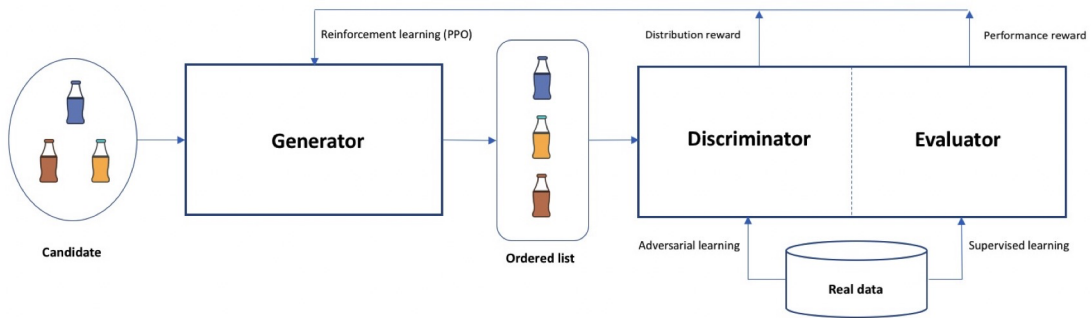 Reinforcement learning (PPO)
Distribution reward
Performance reward
Generator
Discriminator
Evaluator
Candidate
Ordered list
Adversarial learning
Supervised learning
Real data